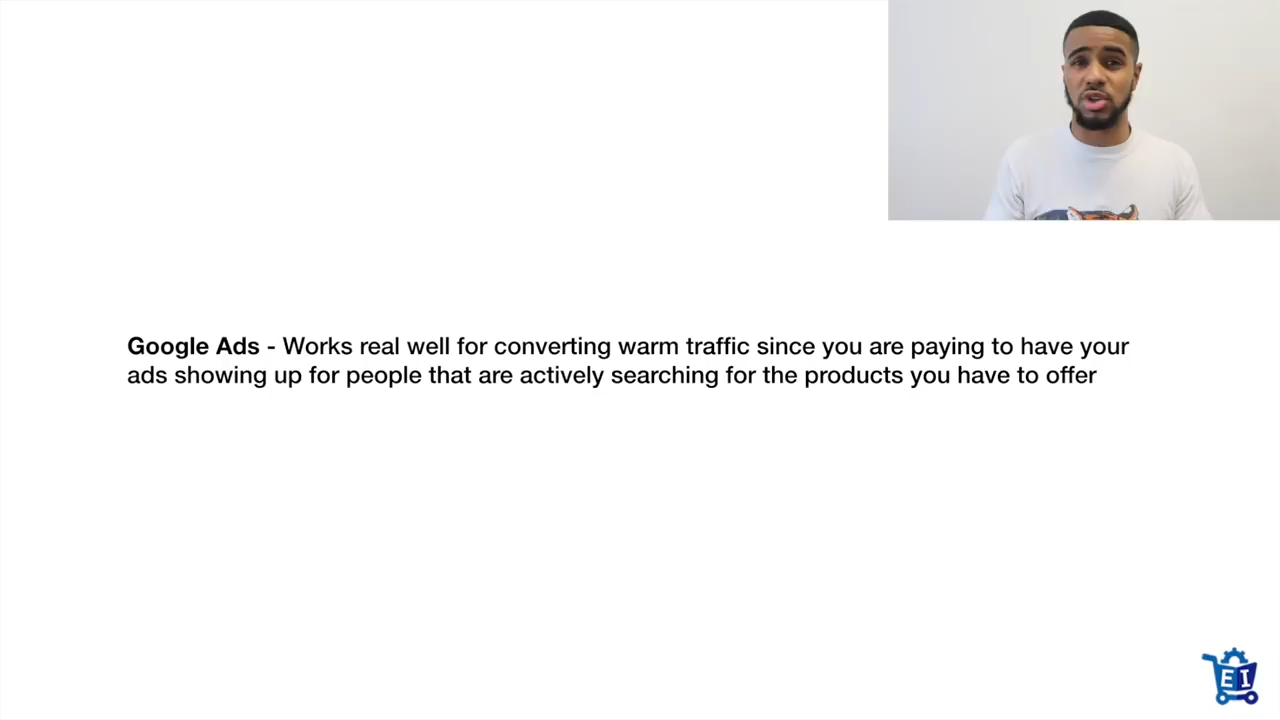 Google Ads - Works real well for converting warm traffic since you are paying to have your
ads showing up for people that are actively searching for the products you have to offer
EI